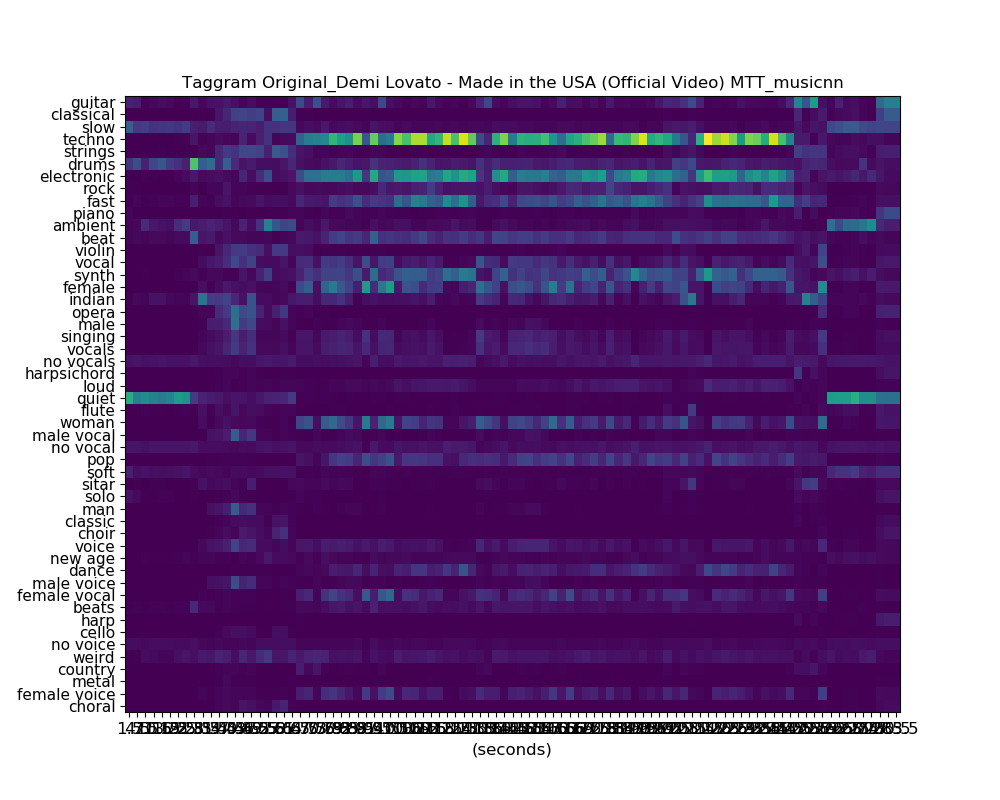 Taggram Original_Demi Lovato - Made in the USA (Official Video) MTT_musicnn
guitar
classical
slow
techno
strings
drums
electronic
rock
fast
piano
ambient
beat
violin
vocal
synth
female
indian
opera
male
singing
vocals
no vocals
harpsichord
loud
quiet
flute
woman
male vocal
no vocal
pop
soft
sitar
solo
man
classic
choir
voice
new age
dance
male voice
female vocal
beats
harp
cello
no voice
weird
country
metal
female voice
choral
(seconds)